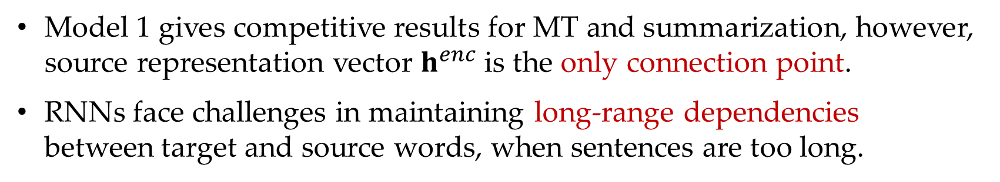 • Model 1 gives competitive results for MT and summarization, however,
source representation vector h^enc is the only connection point.
• RNNs face challenges in maintaining long-range dependencies
between target and source words, when sentences are too long.